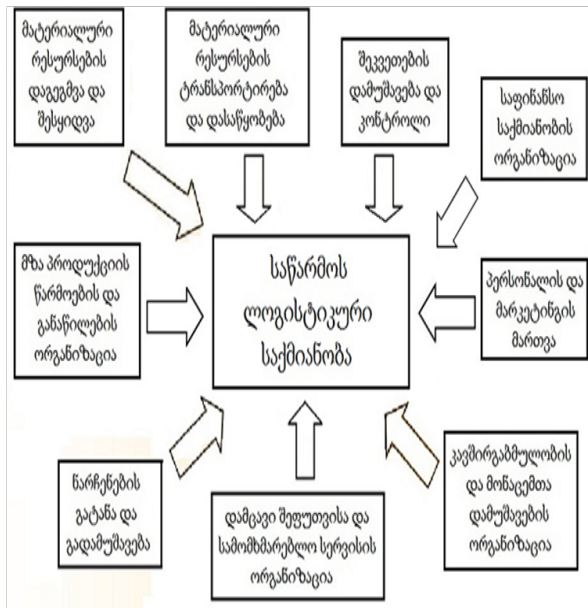 მატერიალური
რესურსების
დაგეგმვა და
შესყიდვა
მატერიალური
რესურსების
ტრანსპორტირება
და დასაწყობება
შეკვეთების
დამუშავება და
კონტროლი
საფინანსო
საქმიანობის
ორგანიზაცია
მზა პროდუქციის
წარმოების და
განაწილების
ორგანიზაცია
საწარმოს
ლოგისტიკური
საქმიანობა
პერსონალის და
მარკეტინგის
მართვა
ნარჩენების
გატანა და
გადამუშავება
დამცავი შეფუთვისა და
სამომხმარებლო სერვისის
ორგანიზაცია
კავშირგაბმულობის
და მონაცემთა
დამუშავების
ორგანიზაცია